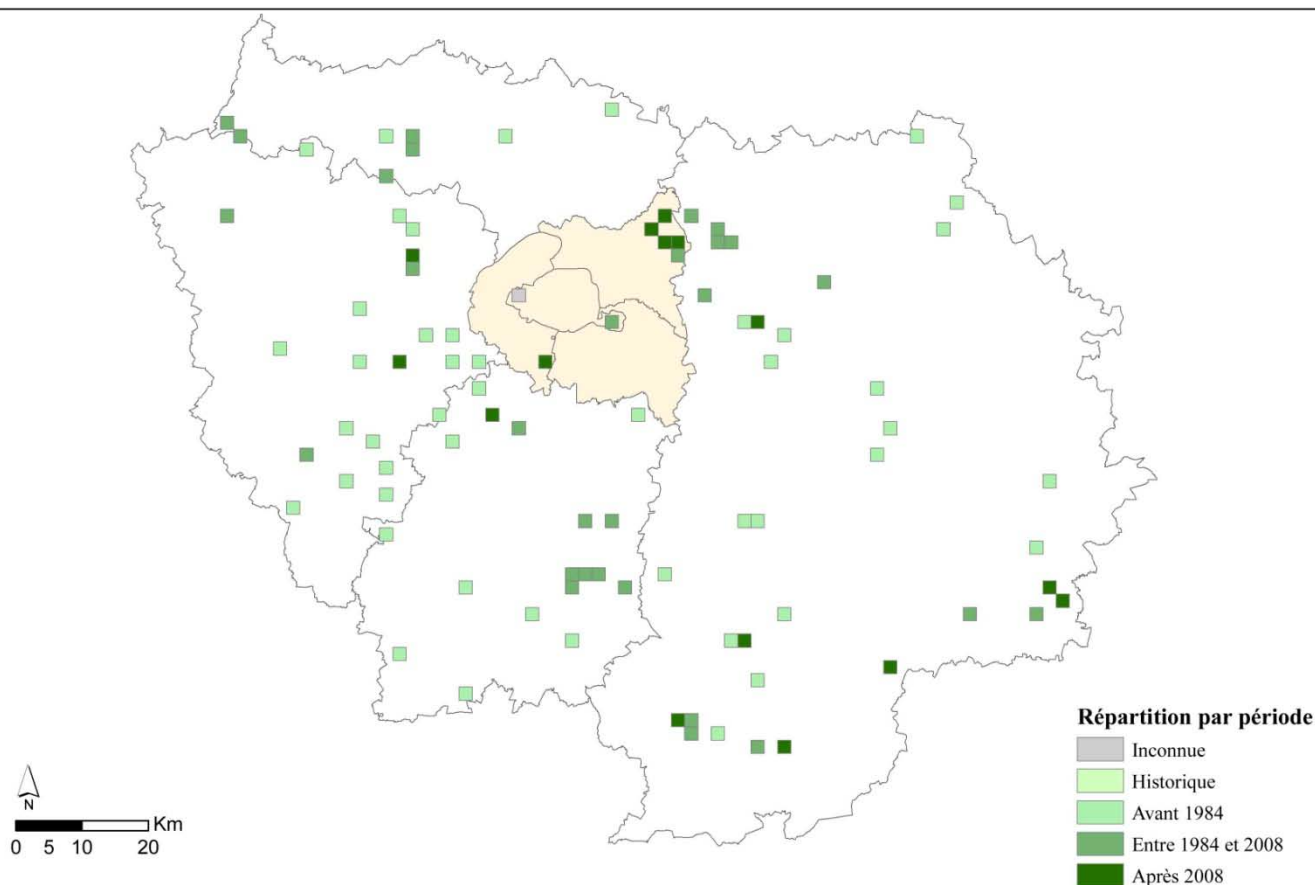 Répartition par période
Inconnue
Historique
Avant 1984
Entre 1984 et 2008
Après 2008
N
Km
0 5 10 20